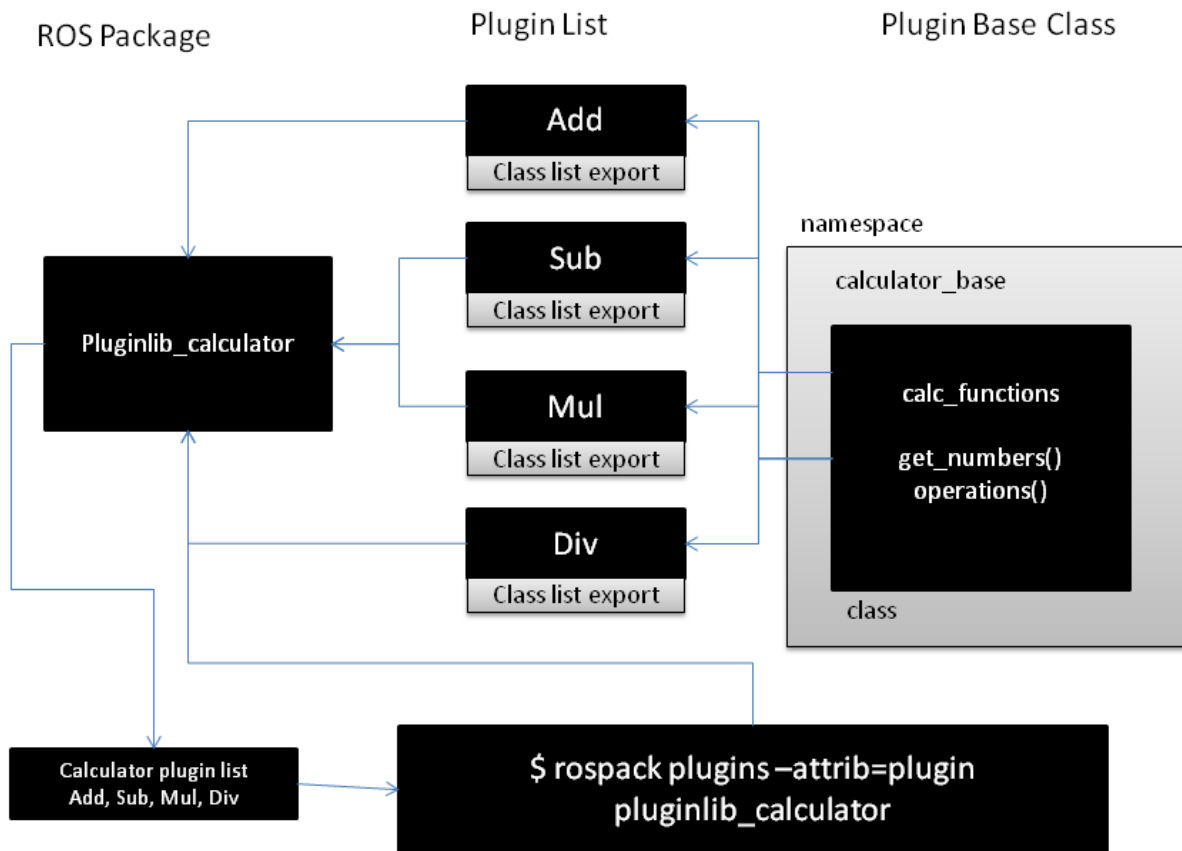 ROS Package
Plugin List
Plugin Base Class
Add
Class list export
Sub
Class list export
Mul
Class list export
Div
Class list export
Pluginlib_calculator
namespace
calculator_base
calc_functions
get_numbers()
operations()
class
Calculator plugin list
Add, Sub, Mul, Div
$ rospack plugins –attrib=plugin
pluginlib_calculator